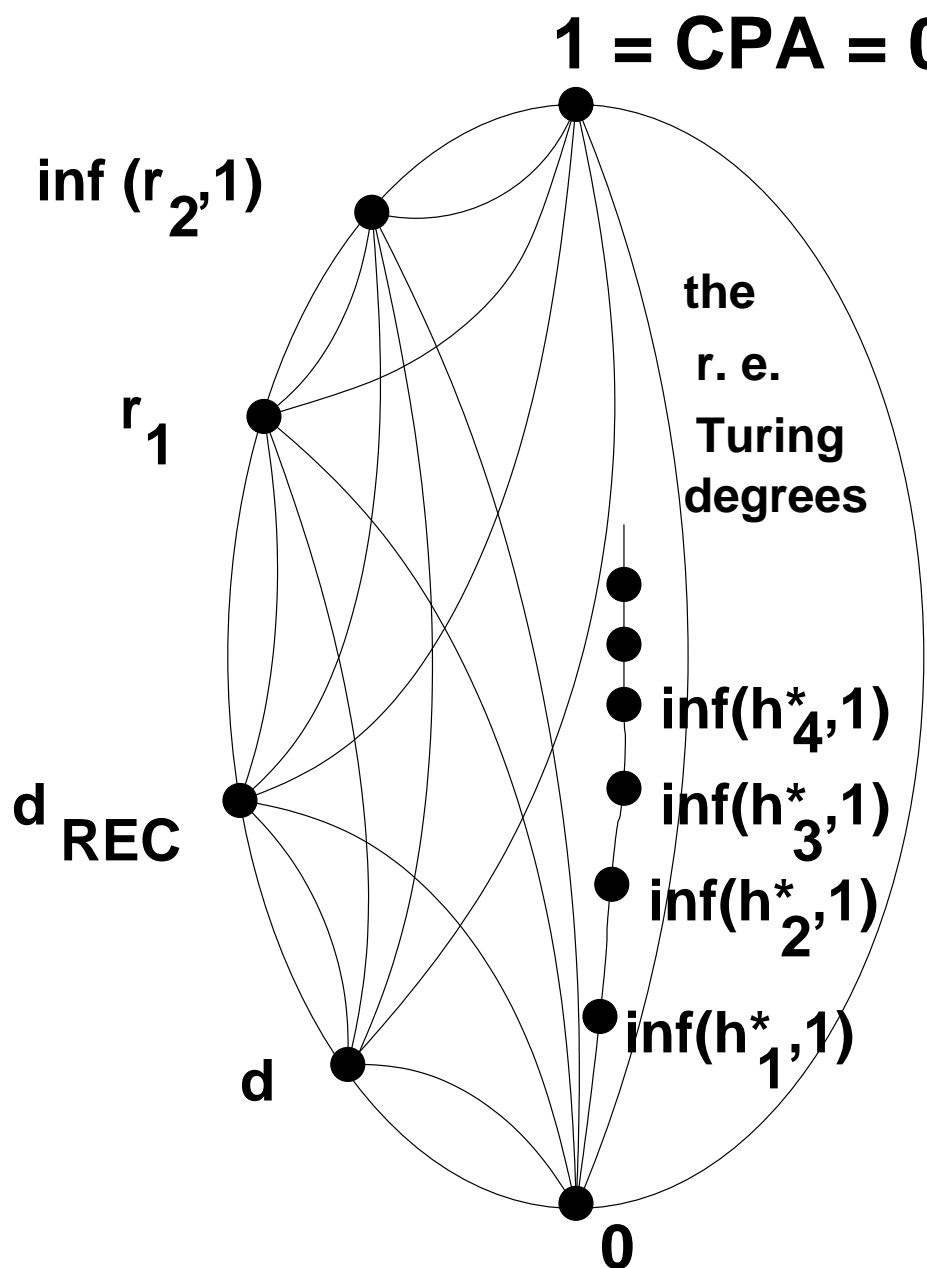 1 = CPA = 0
inf (r2,1)
the
r. e.
Turing
degrees
r1
inf(h*4,1)
inf(h*3,1)
d REC
inf(h*2,1)
inf(h*1,1)
d
0